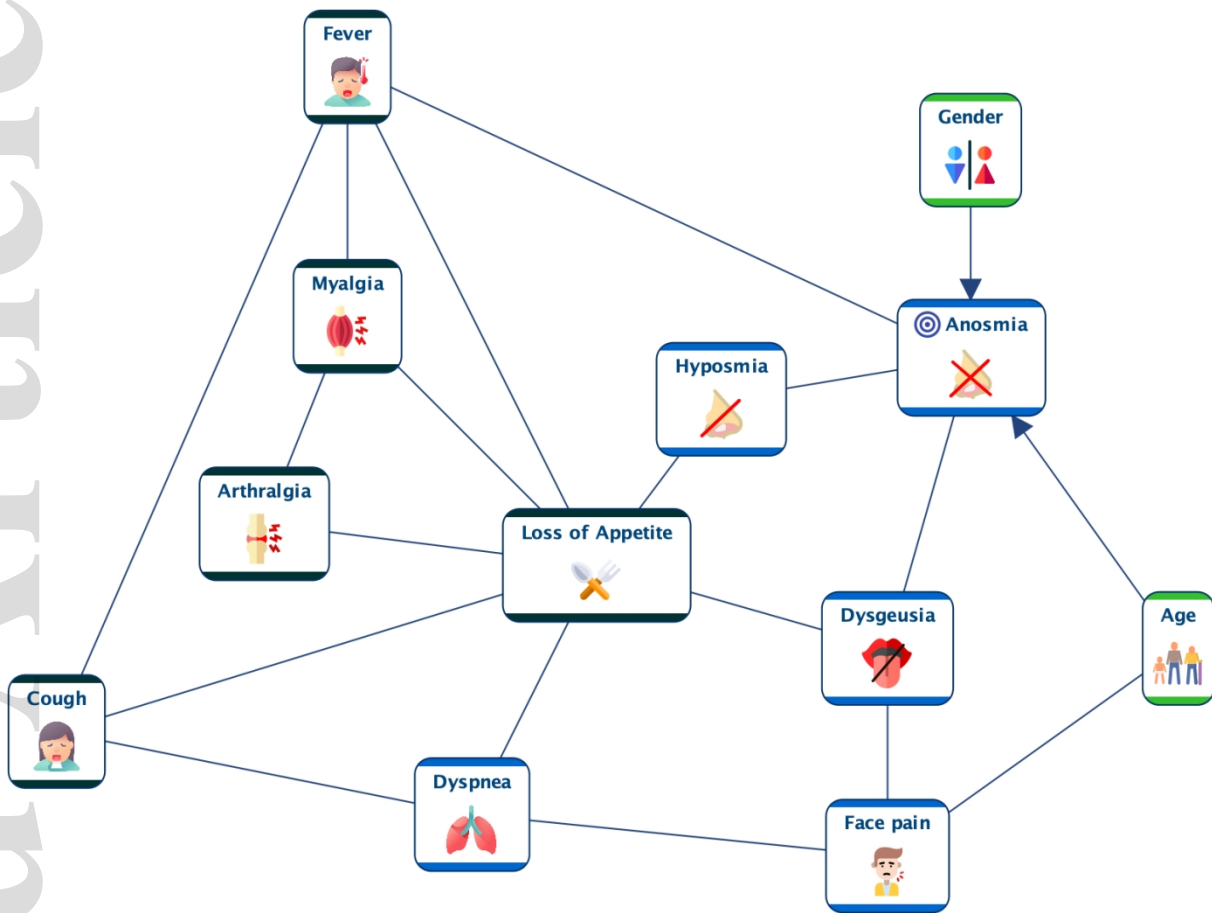 Fever
Gender
Myalgia
Anosmia
Hyposmia
Arthralgia
Loss of Appetite
Dysgeusia
Age
Cough
Dyspnea
Face pain